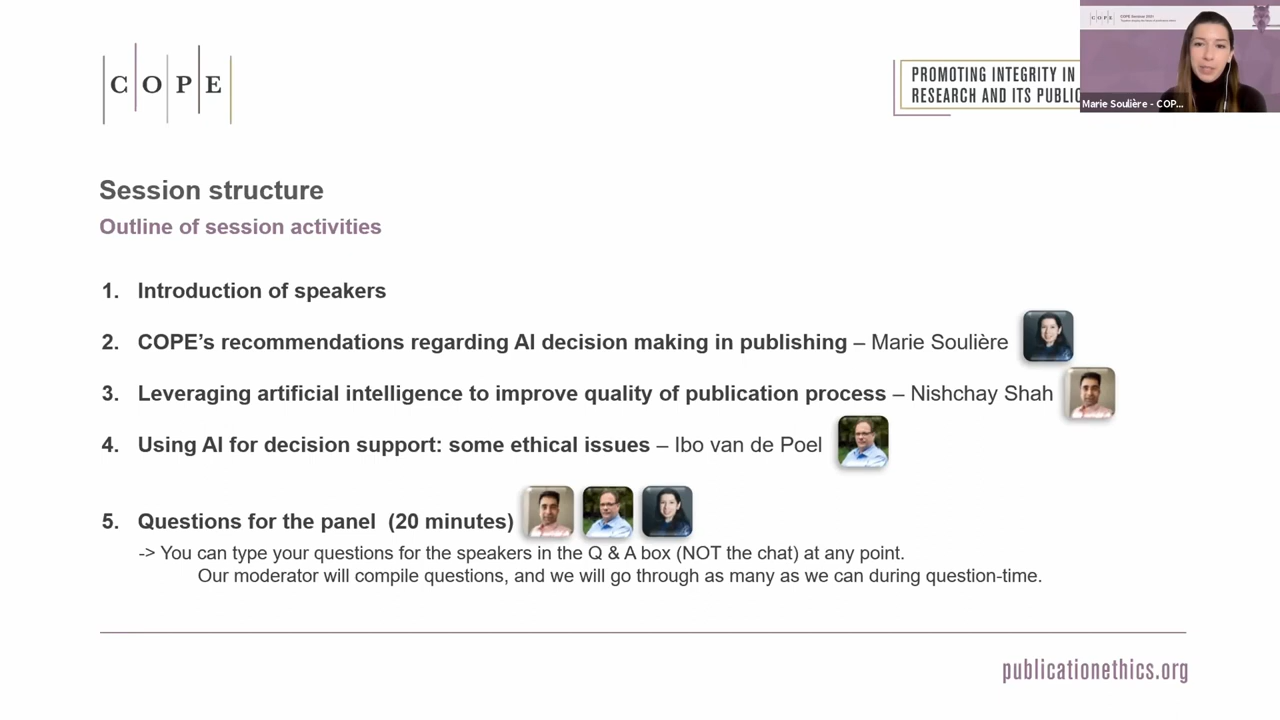 COPE
PROMOTING INTEGRITY IN
RESEARCH AND ITS PUBLIC
COPE Seminar 2021
Marie Soulière - COP...
Session structure
Outline of session activities
1. Introduction of speakers
2. COPE’s recommendations regarding AI decision making in publishing – Marie Soulière
3. Leveraging artificial intelligence to improve quality of publication process – Nishchay Shah
4. Using AI for decision support: some ethical issues – Ibo van de Poel
5. Questions for the panel (20 minutes)
-> You can type your questions for the speakers in the Q & A box (NOT the chat) at any point.
Our moderator will compile questions, and we will go through as many as we can during question-time.
publicationethics.org